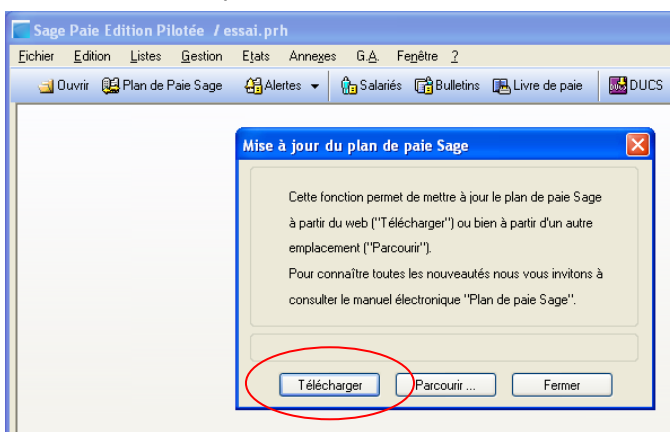 Sage Paie Edition Pilotée / essai.prh
Fichier Edition Listes Gestion Etats Annexes G.A. Fenêtre ?
Ouvrir Plan de Paie Sage Alertes Salariés Bulletins Livre de paie DUCS
Mise à jour du plan de paie Sage
Cette fonction permet de mettre à jour le plan de paie Sage
à partir du web ("Télécharger") ou bien à partir d'un autre
emplacement ("Parcourir").
Pour connaître toutes les nouveautés nous vous invitons à
consulter le manuel électronique "Plan de paie Sage".
Télécharger Parcourir ... Fermer